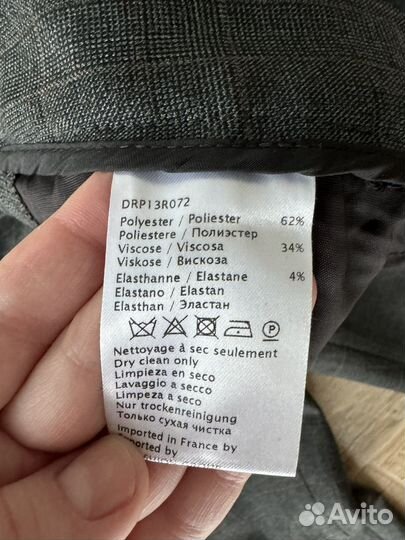 DRP13R072
Polyester / Poliester 62%
Poliestere / Полиэстер
Viscose / Viscosa 34%
Viskose / Вискоза
Elasthanne / Elastane 4%
Elastano / Elastan
Elasthan / Эластан
P
Nettoyage à sec seulement
Dry clean only
Limpieza en seco
Lavaggio a secco
Limpeza a seco
Nur trockenreinigung
Только сухая чистка
Imported in France by
Avito